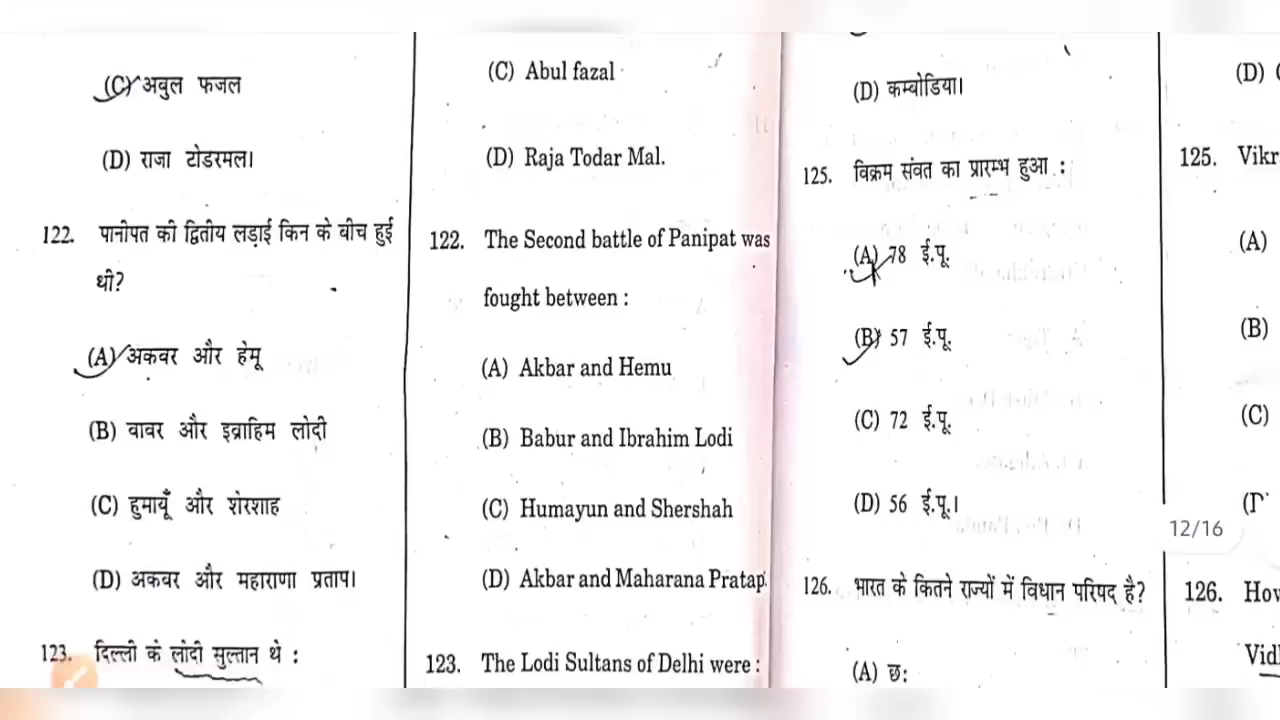 (C) अबुल फजल
(D) राजा टोडरमल।
122. पानीपत की द्वितीय लड़ाई किन के बीच हुई
थी?
(A) अकबर और हेमू
(B) बाबर और इब्राहिम लोदी
(C) हुमायूँ और शेरशाह
(D) अकबर और महाराणा प्रताप।
123. दिल्ली के लोदी सुल्तान थे :
(C) Abul fazal
(D) Raja Todar Mal.
122. The Second battle of Panipat was
fought between :
(A) Akbar and Hemu
(B) Babur and Ibrahim Lodi
(C) Humayun and Shershah
(D) Akbar and Maharana Pratap.
123. The Lodi Sultans of Delhi were :
(D) कम्बोडिया।
125. विक्रम संवत का प्रारम्भ हुआ :
(A) 78 ई.पू.
(B) 57 ई.पू.
(C) 72 ई.पू.
(D) 56 ई.पू.।
126. भारत के कितने राज्यों में विधान परिषद है?
(A) छ:
(D)
125. Vikr
(A)
(B)
(C)
12/16
126. How
Vid